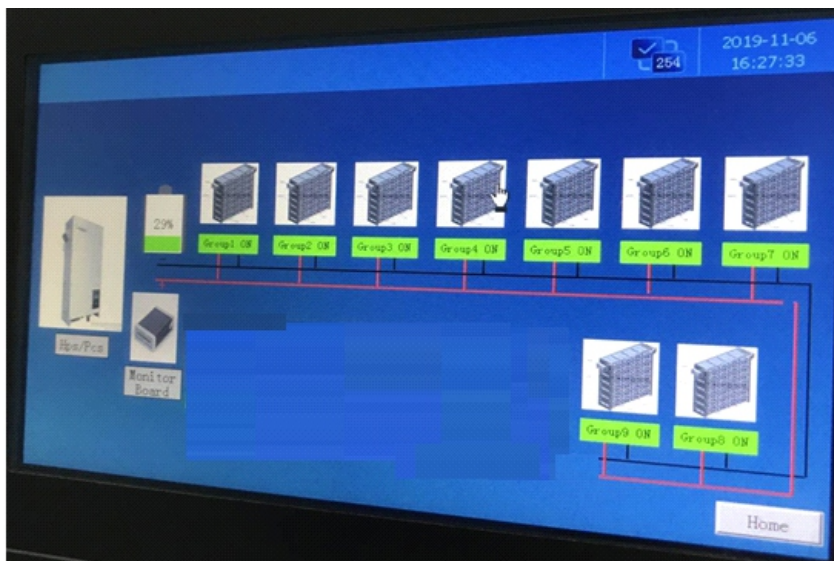 2019-11-06
254
16:27:33
29%
Group1 ON
Group2 ON
Group3 ON
Group4 ON
Group5 ON
Group6 ON
Group7 ON
Hps/Pcs
Monitor
Board
Group9 ON
Group8 ON
Home